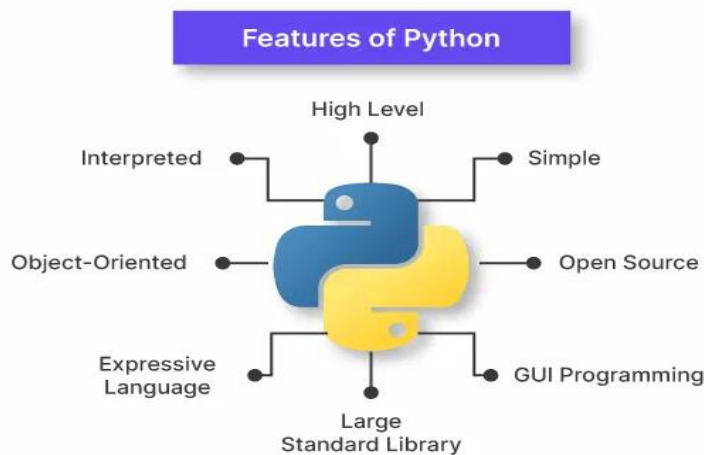 Features of Python
High Level
Interpreted
Simple
Object-Oriented
Open Source
Expressive
Language
GUI Programming
Large
Standard Library